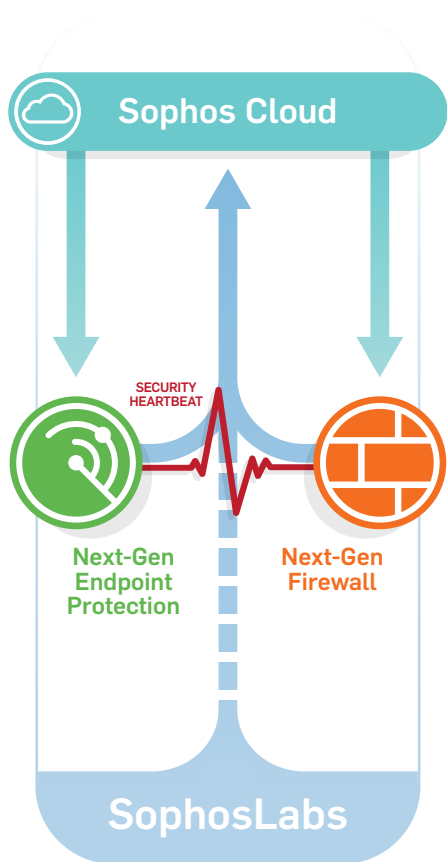 Sophos Cloud
SECURITY
HEARTBEAT
Next-Gen
Endpoint
Protection
Next-Gen
Firewall
SophosLabs